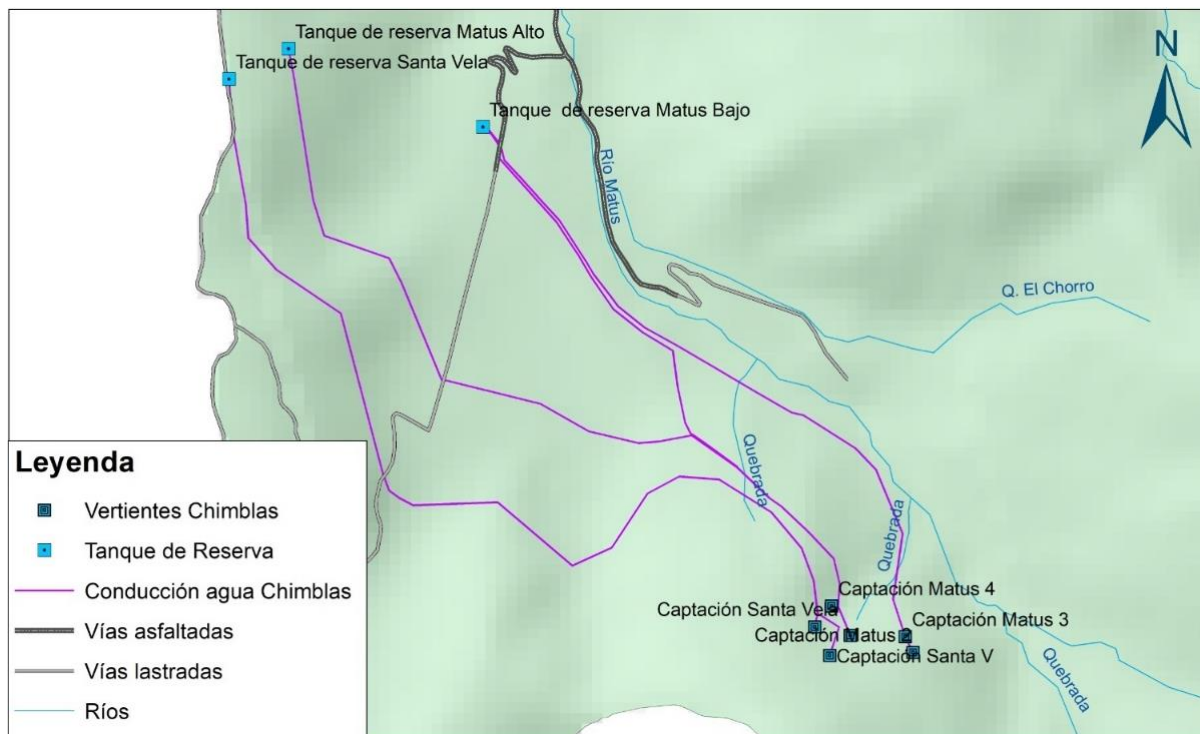 Tanque de reserva Matus Alto
N
Tanque de reserva Santa Vela
Tanque de reserva Matus Bajo
Río Matus
Q. El Chorro
Quebrada
Quebrada
Captación Matus 4
Captación Santa Vela
Captación Matus 3
Captación Matus 2
Captación Santa V
Quebrada
Leyenda
Vertientes Chimblas
Tanque de Reserva
Conducción agua Chimblas
Vías asfaltadas
Vías lastradas
Ríos